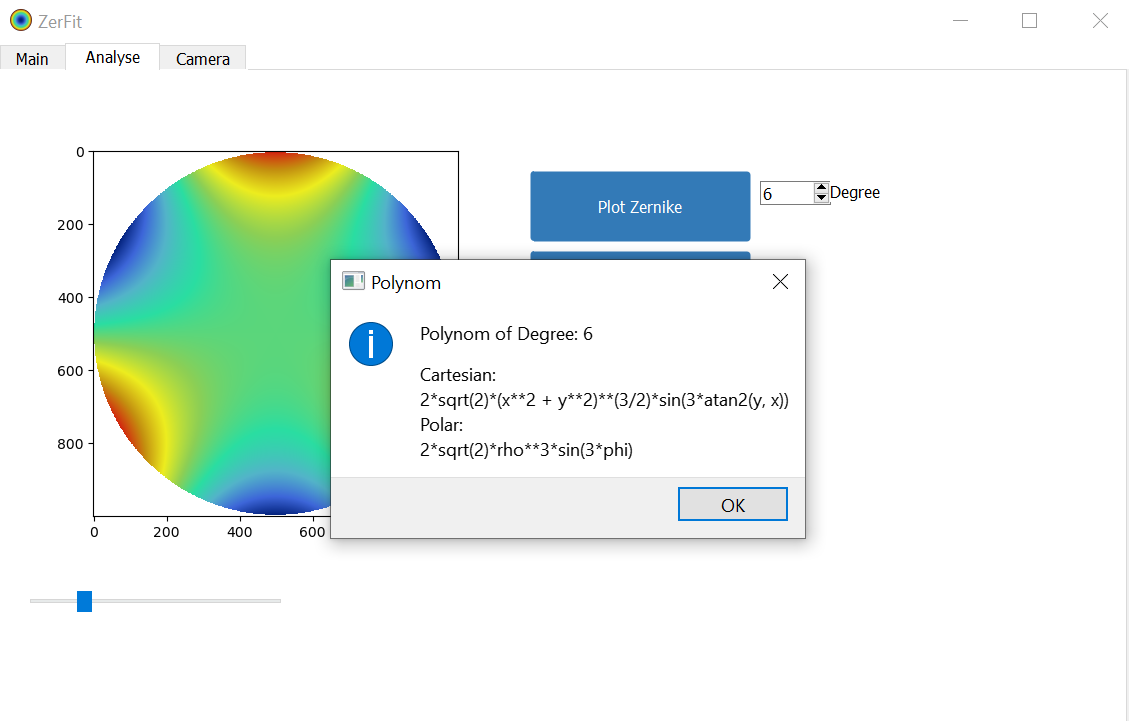 ZerFit
Main
Analyse
Camera
0
200
400
600
800
0
200
400
600
Plot Zernike
6
Degree
Polynom
Polynom of Degree: 6
Cartesian:
2*sqrt(2)*(x**2 + y**2)**(3/2)*sin(3*atan2(y, x))
Polar:
2*sqrt(2)*rho**3*sin(3*phi)
OK